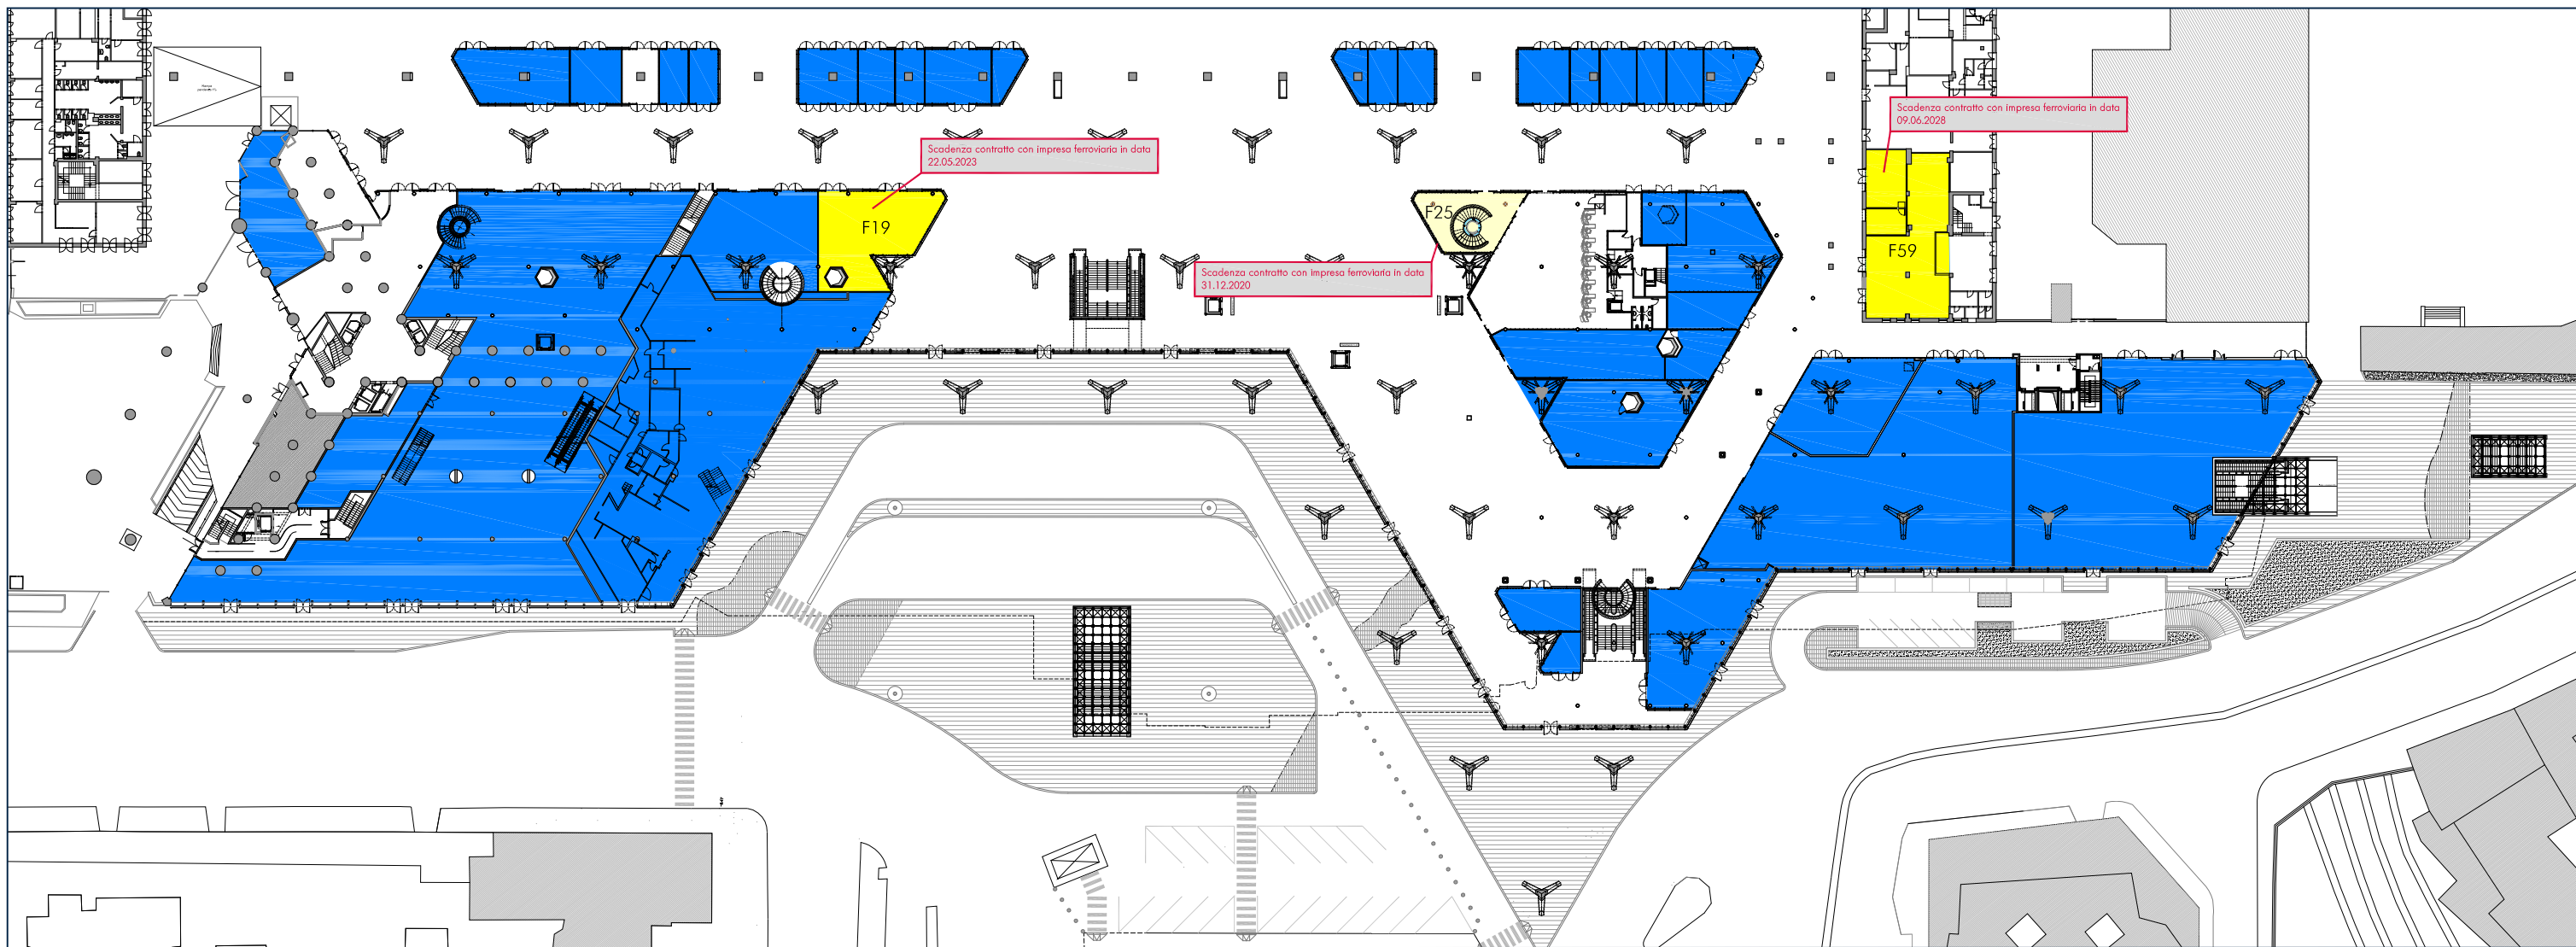 Scadenza contratto con impresa ferroviaria in data
09.06.2028
Scadenza contratto con impresa ferroviaria in data
22.05.2023
F19
F25
F59
Scadenza contratto con impresa ferroviaria in data
31.12.2020